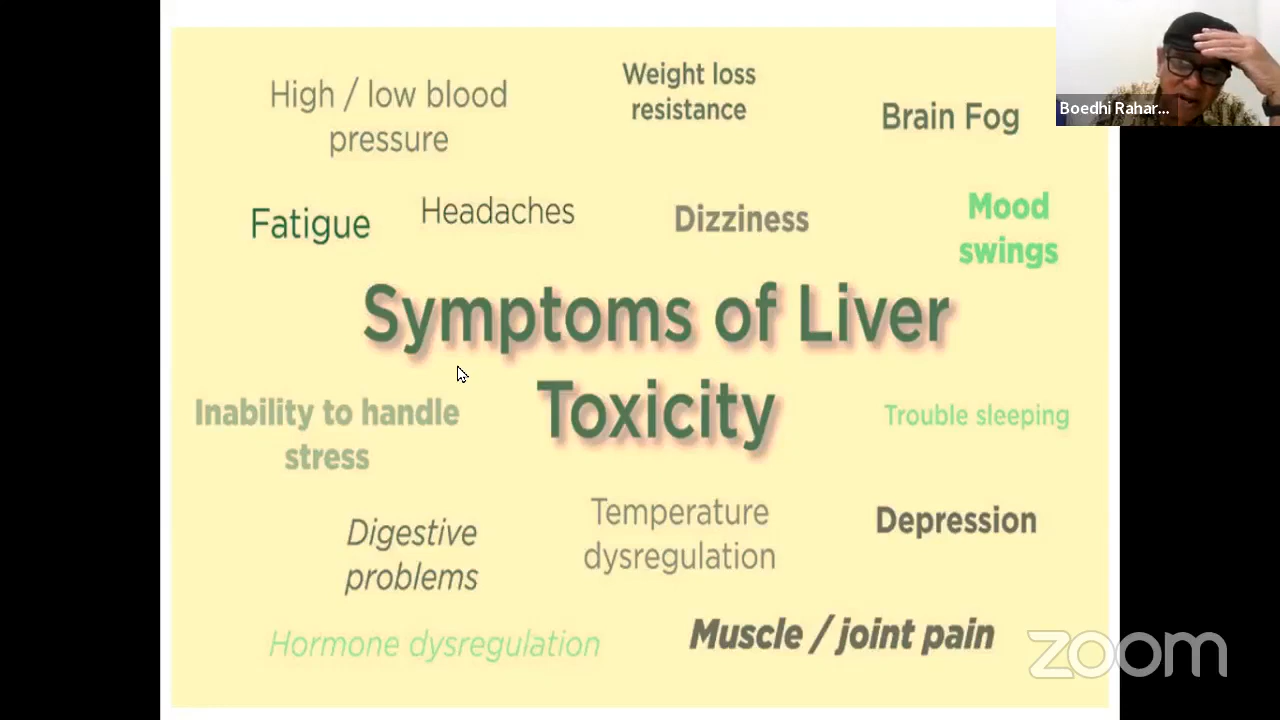 High / low blood
pressure
Weight loss
resistance
Brain Fog
Boedhi Rahar...
Fatigue
Headaches
Dizziness
Mood
swings
Symptoms of Liver
Toxicity
Inability to handle
stress
Trouble sleeping
Digestive
problems
Temperature
dysregulation
Depression
Hormone dysregulation
Muscle / joint pain
zoom